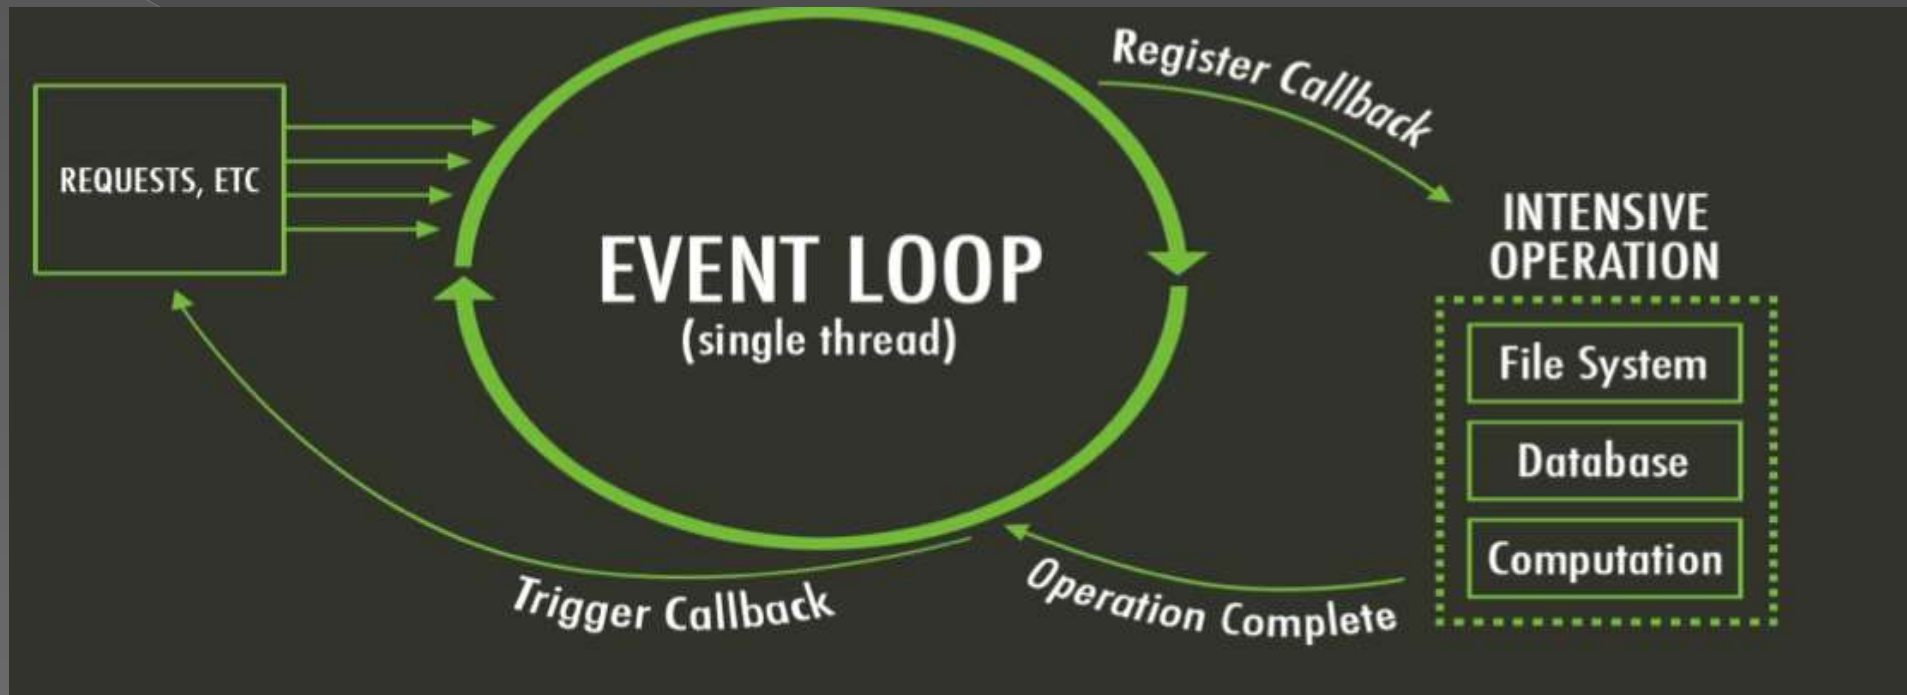 REQUESTS, ETC
EVENT LOOP
(single thread)
Register Callback
INTENSIVE
OPERATION
File System
Database
Computation
Operation Complete
Trigger Callback